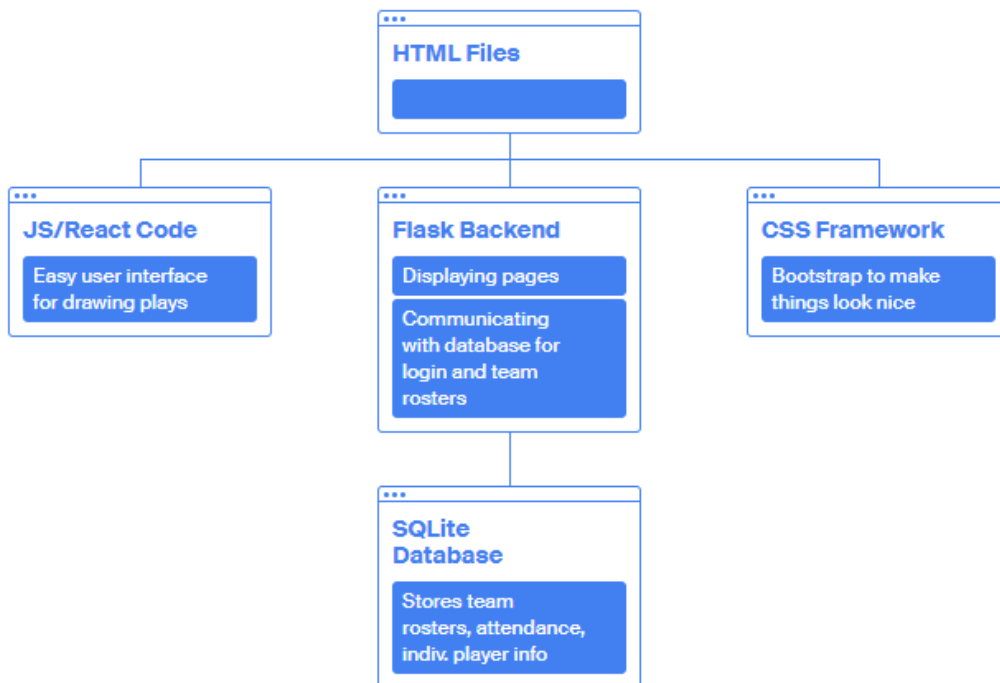 HTML Files
JS/React Code
Easy user interface
for drawing plays
Flask Backend
Displaying pages
Communicating
with database for
login and team
rosters
CSS Framework
Bootstrap to make
things look nice
SQLite
Database
Stores team
rosters, attendance,
indiv. player info